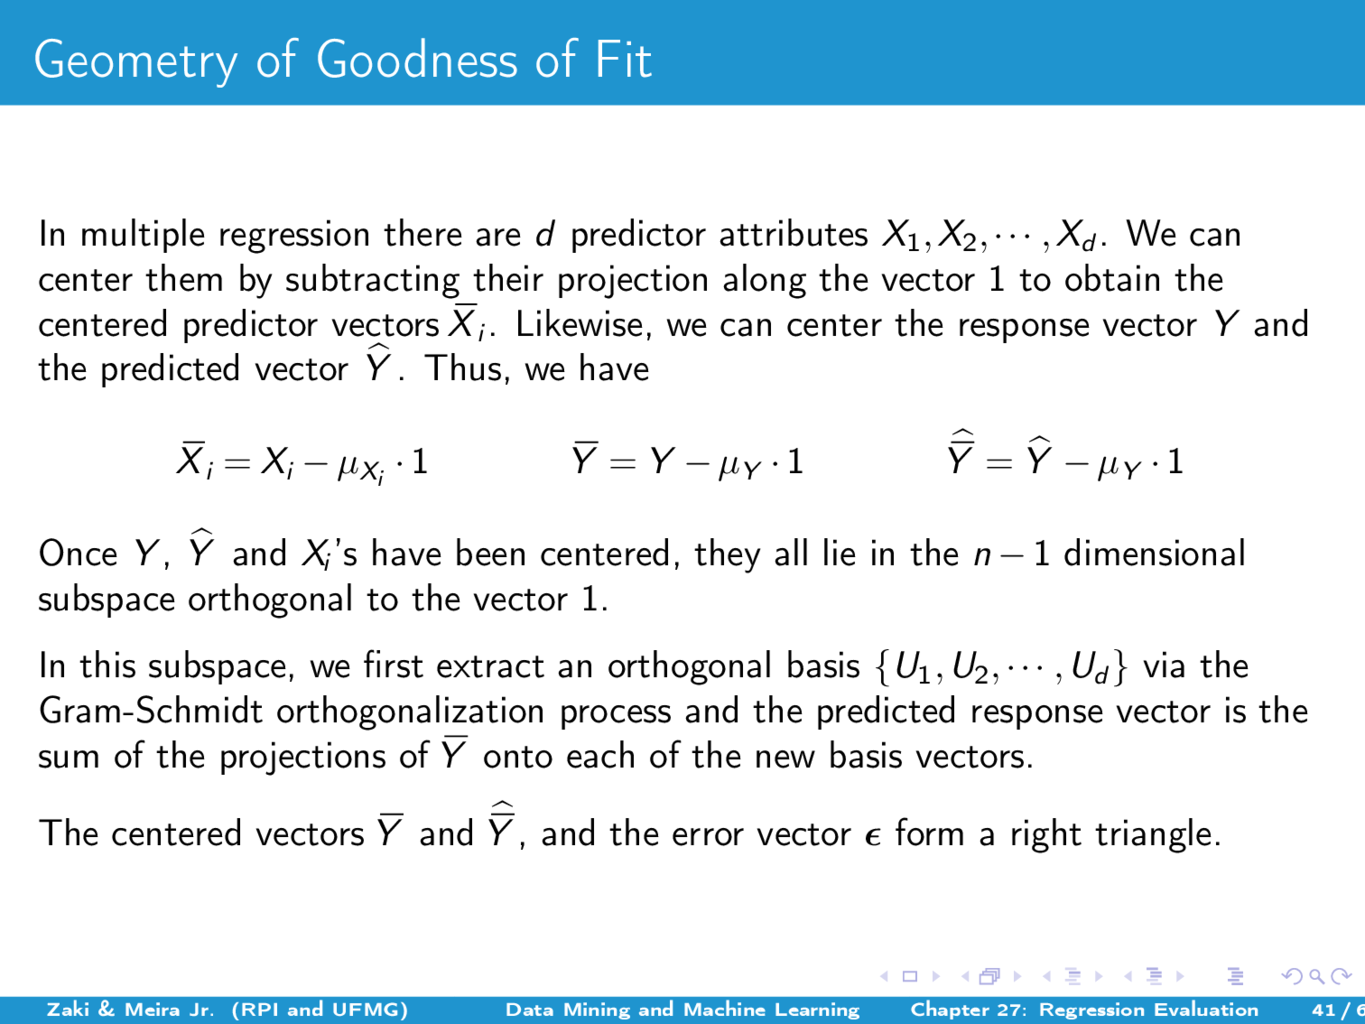 Geometry of Goodness of Fit
In multiple regression there are d predictor attributes X₁, X₂, ⋯ , X_d. We can
center them by subtracting their projection along the vector 1 to obtain the
centered predictor vectors X̅ᵢ. Likewise, we can center the response vector Y and
the predicted vector Ŷ. Thus, we have
X̅ᵢ = Xᵢ − μ_{Xᵢ} · 1    Y̅ = Y − μ_Y · 1    Y̅̂ = Ŷ − μ_Y · 1
Once Y, Ŷ and Xᵢ's have been centered, they all lie in the n − 1 dimensional
subspace orthogonal to the vector 1.
In this subspace, we first extract an orthogonal basis {U₁, U₂, ⋯ , U_d} via the
Gram-Schmidt orthogonalization process and the predicted response vector is the
sum of the projections of Y̅ onto each of the new basis vectors.
The centered vectors Y̅ and Y̅̂, and the error vector ϵ form a right triangle.
Zaki & Meira Jr. (RPI and UFMG)    Data Mining and Machine Learning    Chapter 27: Regression Evaluation    41 / 6